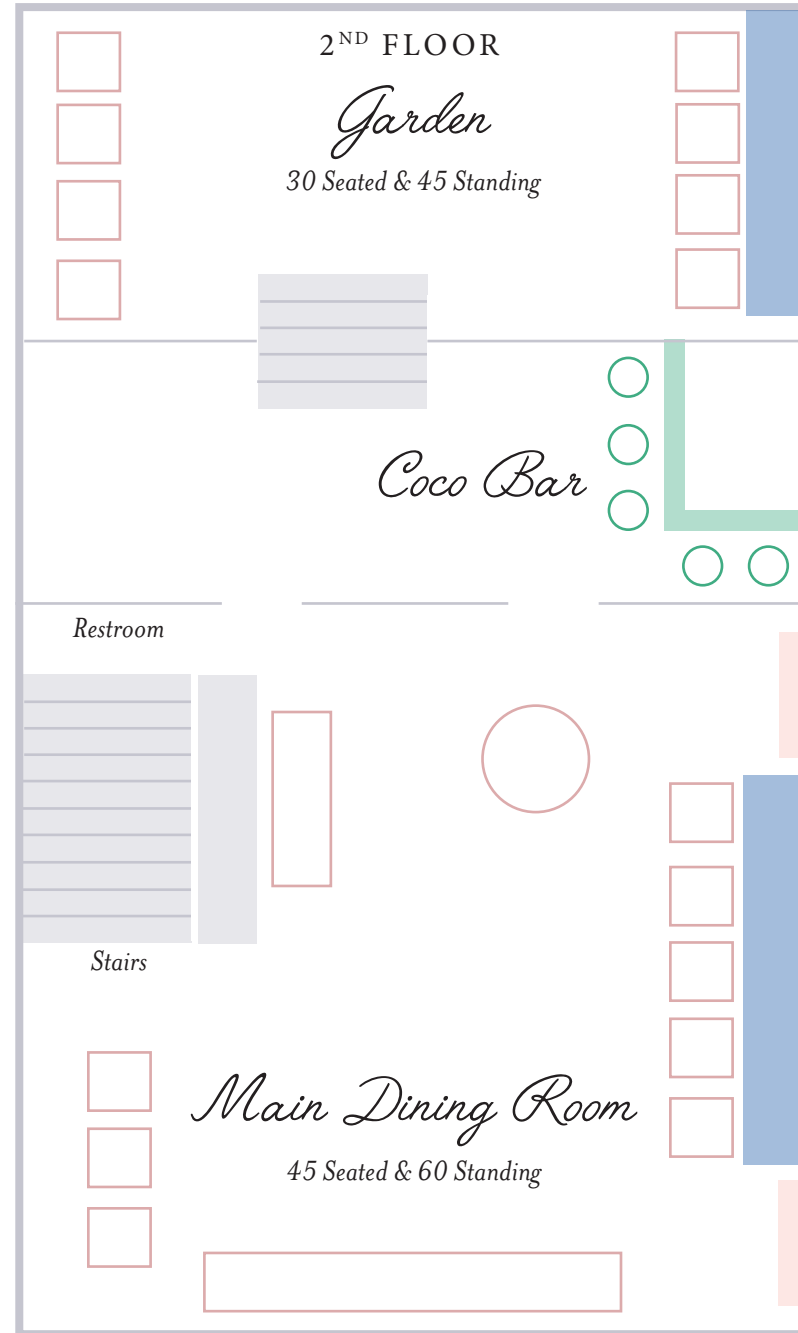 2ND FLOOR
Garden
30 Seated & 45 Standing
Coco Bar
Restroom
Stairs
Main Dining Room
45 Seated & 60 Standing